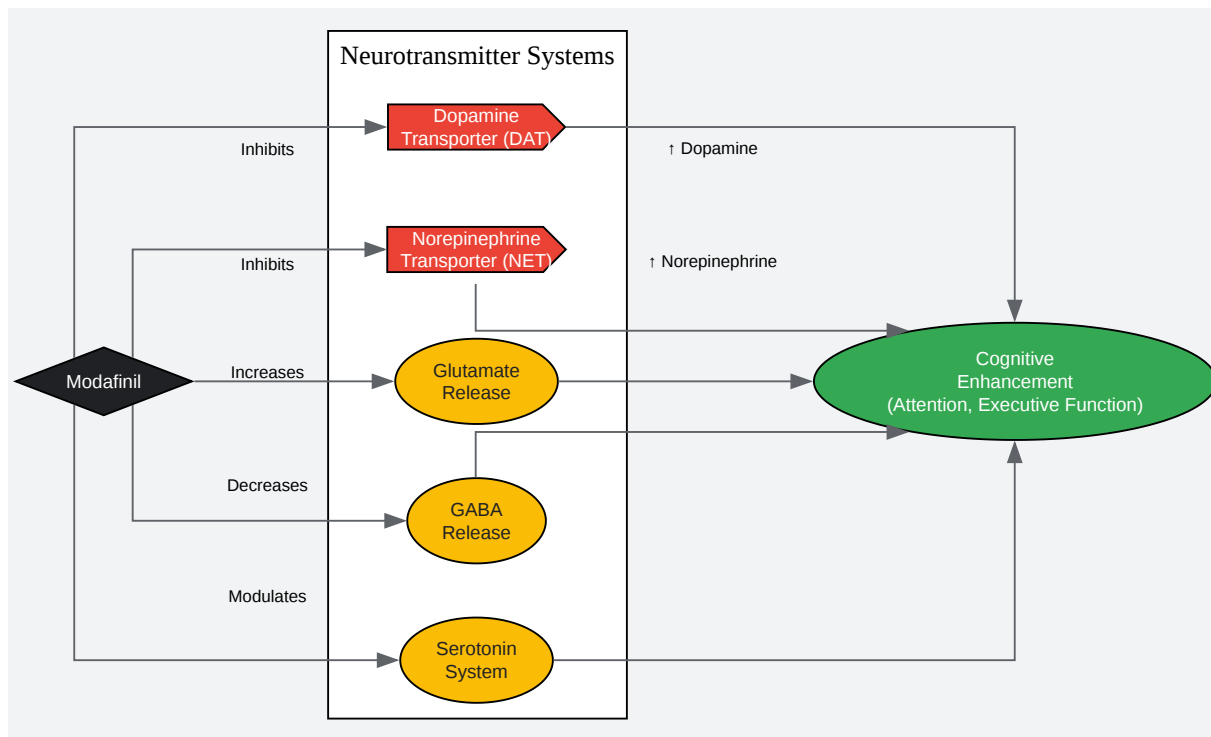 Neurotransmitter Systems
Dopamine
Transporter (DAT)
Inhibits
↑ Dopamine
Norepinephrine
Transporter (NET)
Inhibits
↑ Norepinephrine
Modafinil
Increases
Glutamate
Release
Cognitive
Enhancement
(Attention, Executive Function)
Decreases
GABA
Release
Modulates
Serotonin
System